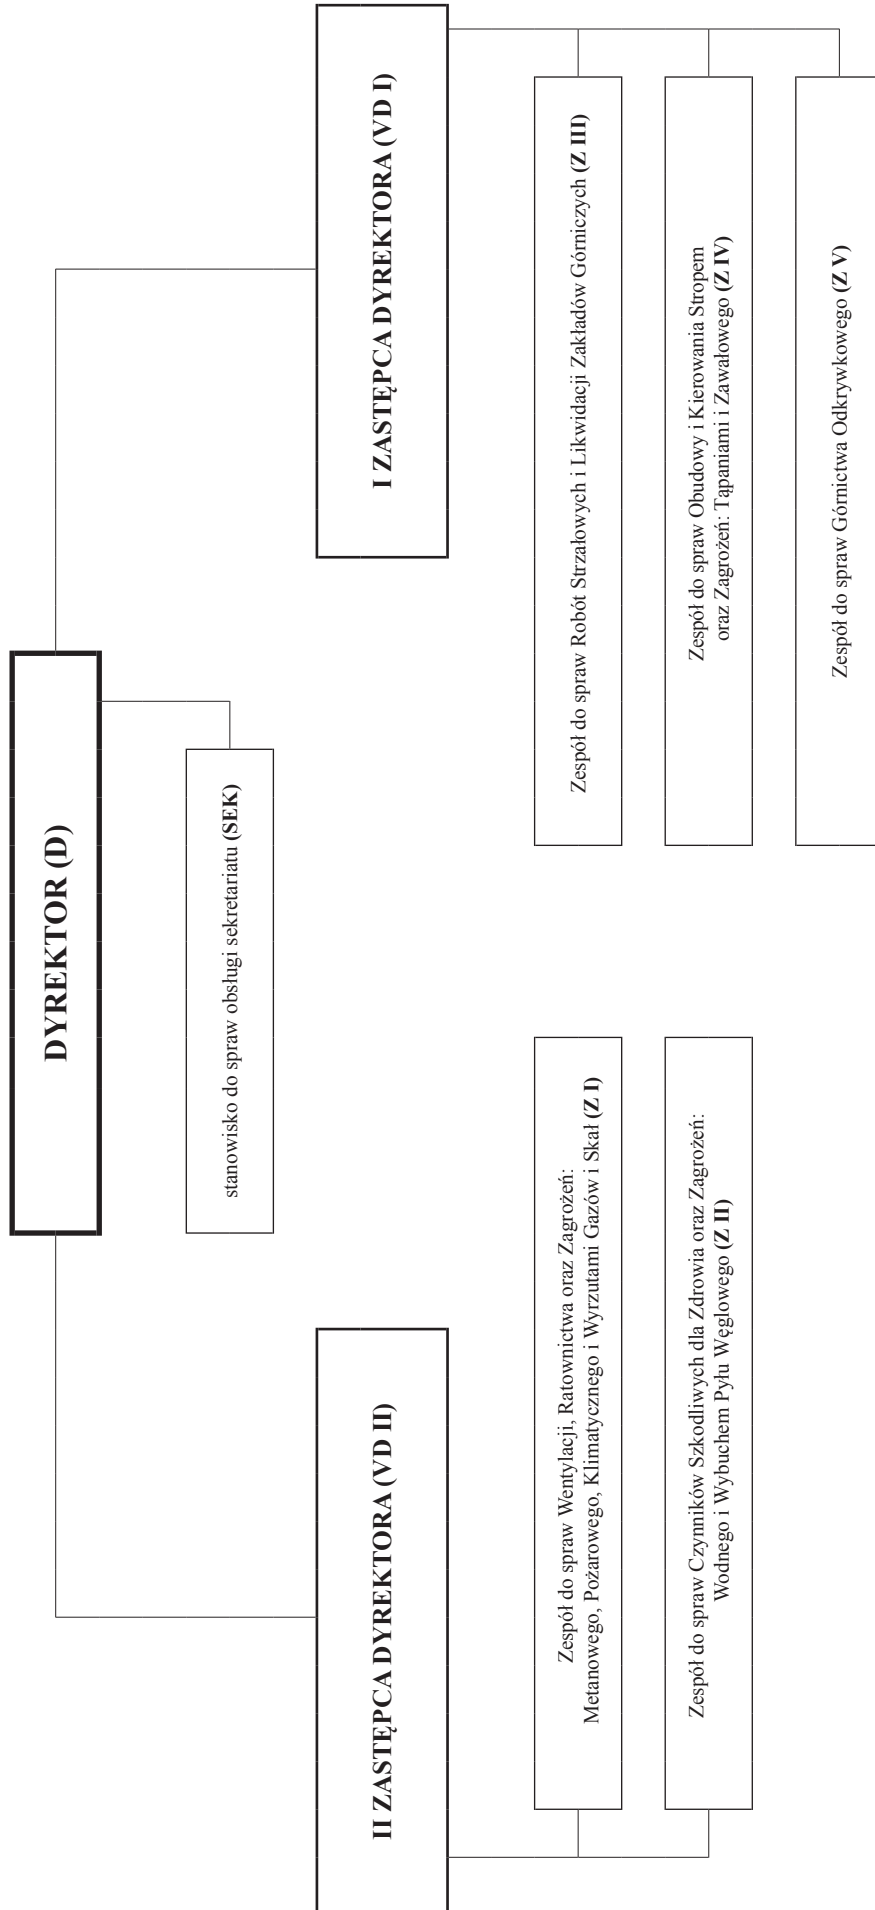 DYREKTOR (D)
stanowisko do spraw obsługi sekretariatu (SEK)
II ZASTĘPCA DYREKTORA (VD II)
I ZASTĘPCA DYREKTORA (VD I)
Zespół do spraw Wentylacji, Ratownictwa oraz Zagrożeń:
Metanowego, Pożarowego, Klimatycznego i Wyrzutami Gazów i Skał (Z I)
Zespół do spraw Czynników Szkodliwych dla Zdrowia oraz Zagrożeń:
Wodnego i Wybuchem Pyłu Węglowego (Z II)
Zespół do spraw Robót Strzałowych i Likwidacji Zakładów Górniczych (Z III)
Zespół do spraw Obudowy i Kierowania Stropem
oraz Zagrożeń: Tąpaniami i Zawałowego (Z IV)
Zespół do spraw Górnictwa Odkrywkowego (Z V)